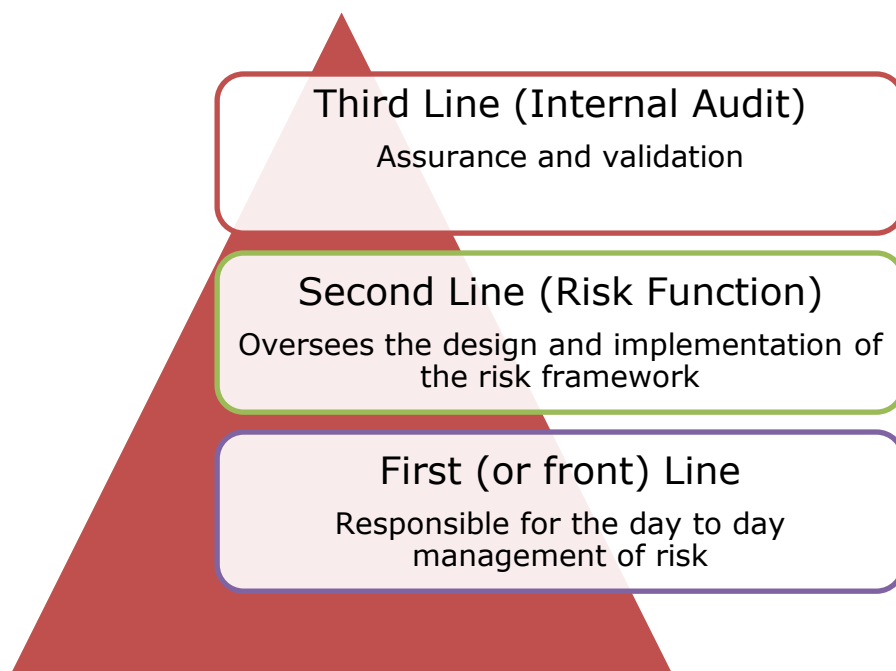 Third Line (Internal Audit)
Assurance and validation
Second Line (Risk Function)
Oversees the design and implementation of
the risk framework
First (or front) Line
Responsible for the day to day
management of risk